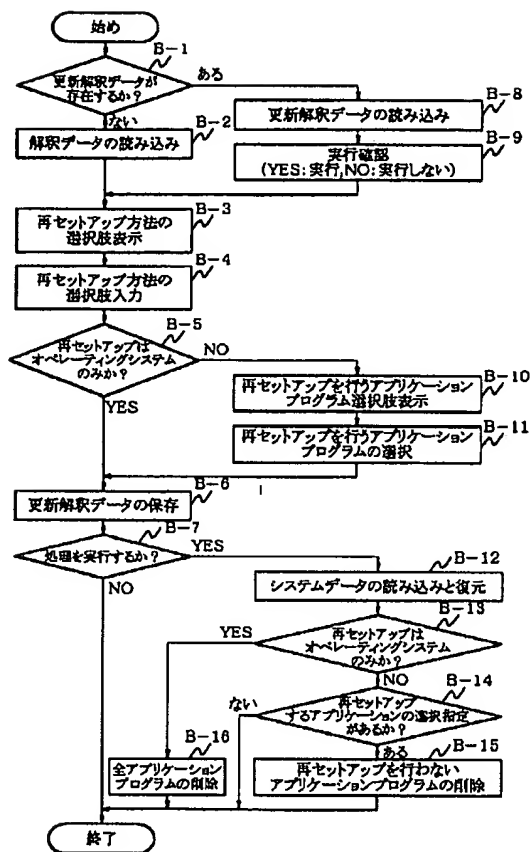 始め
B-1
更新解釈データが
存在するか？
ある
ない
B-2
解釈データの読み込み
B-8
更新解釈データの読み込み
B-9
実行確認
(YES:実行,NO:実行しない)
B-3
再セットアップ方法の
選択肢表示
B-4
再セットアップ方法の
選択肢入力
B-5
再セットアップは
オペレーティングシステム
のみか？
NO
YES
B-10
再セットアップを行うアプリケーション
プログラム選択肢表示
B-11
再セットアップを行うアプリケーション
プログラムの選択
B-6
更新解釈データの保存
B-7
処理を実行するか？
YES
NO
B-12
システムデータの読み込みと復元
B-13
再セットアップは
オペレーティングシステム
のみか？
YES
NO
B-14
再セットアップ
するアプリケーションの選択指定
があるか？
ない
ある
B-16
全アプリケーション
プログラムの削除
B-15
再セットアップを行わない
アプリケーションプログラムの削除
終了